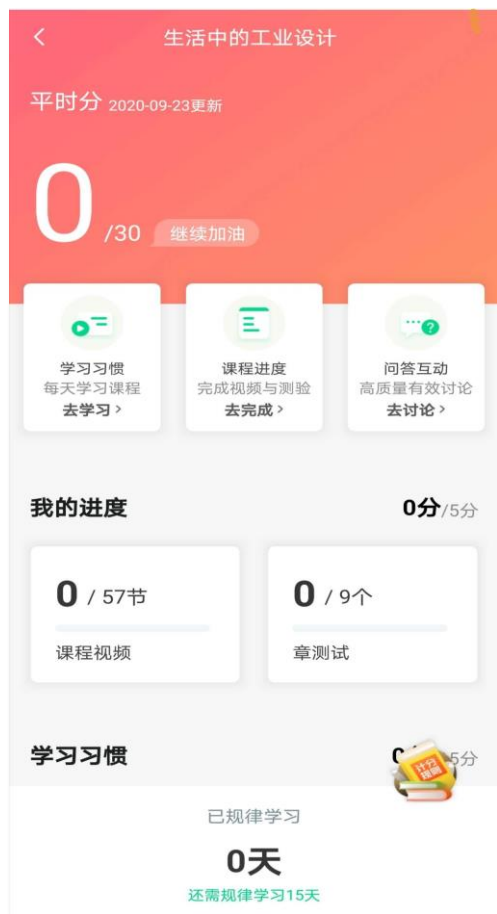 生活中的工业设计
平时分 2020-09-23更新
0 /30 继续加油
学习习惯
每天学习课程
去学习 >
课程进度
完成视频与测验
去完成 >
问答互动
高质量有效讨论
去讨论 >
我的进度 0分/5分
0 / 57节
课程视频
0 / 9个
章测试
学习习惯 5分
计分
规则
已规律学习
0天
还需规律学习15天